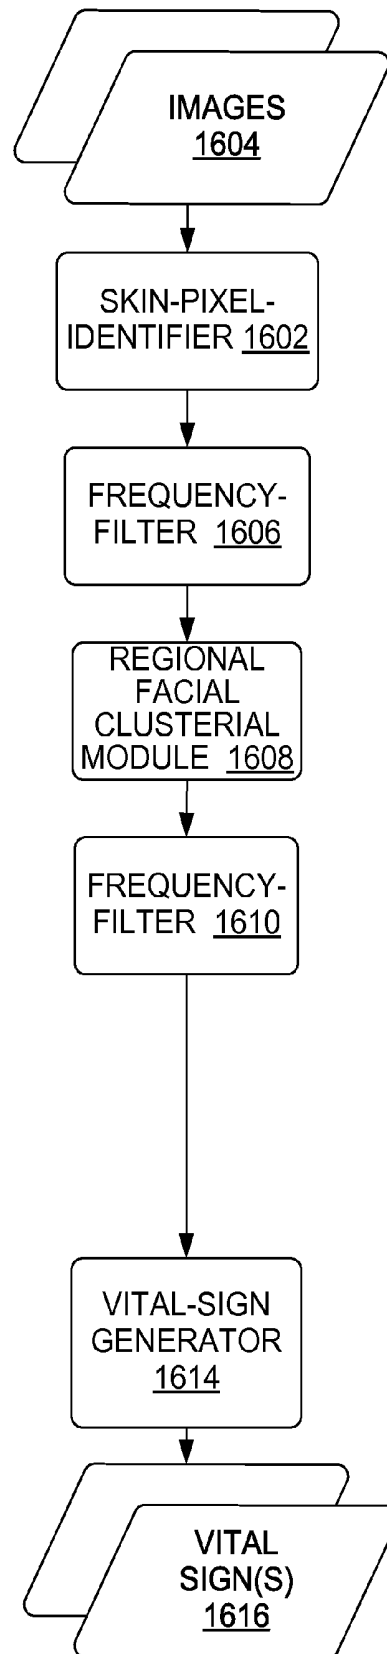 IMAGES
1604
SKIN-PIXEL-
IDENTIFIER 1602
FREQUENCY-
FILTER 1606
REGIONAL
FACIAL
CLUSTERIAL
MODULE 1608
FREQUENCY-
FILTER 1610
VITAL-SIGN
GENERATOR
1614
VITAL
SIGN(S)
1616